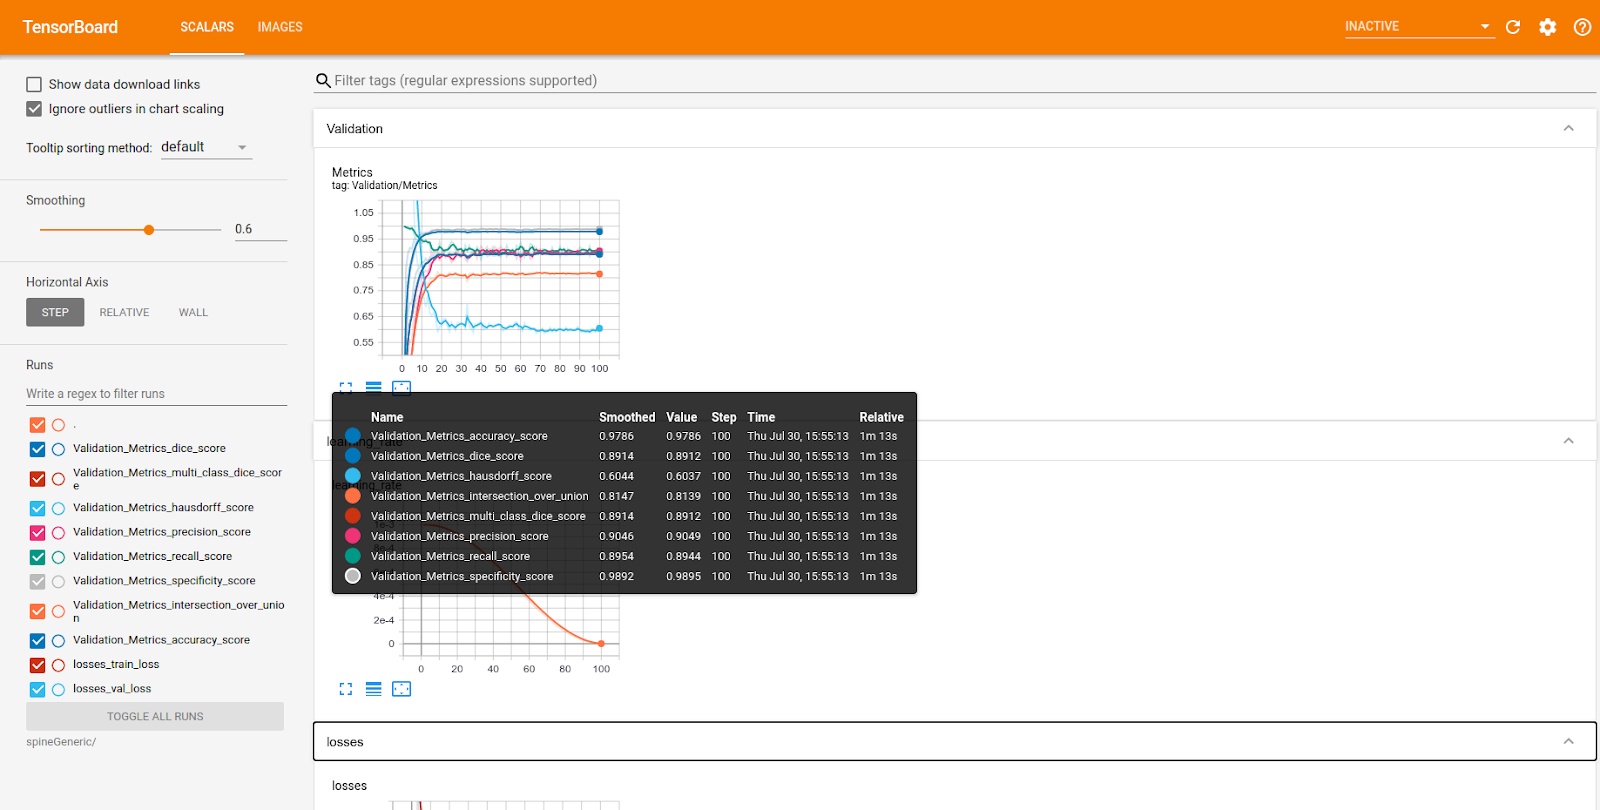 TensorBoard
SCALARS
IMAGES
INACTIVE
Show data download links
Ignore outliers in chart scaling
Tooltip sorting method: default
Smoothing
0.6
Horizontal Axis
STEP RELATIVE WALL
Runs
Write a regex to filter runs
.
Validation_Metrics_dice_score
Validation_Metrics_multi_class_dice_scor
e
Validation_Metrics_hausdorff_score
Validation_Metrics_precision_score
Validation_Metrics_recall_score
Validation_Metrics_specificity_score
Validation_Metrics_intersection_over_unio
n
Validation_Metrics_accuracy_score
losses_train_loss
losses_val_loss
TOGGLE ALL RUNS
spineGeneric/
Filter tags (regular expressions supported)
Validation
Metrics
tag: Validation/Metrics
1.05
0.95
0.85
0.75
0.65
0.55
0 10 20 30 40 50 60 70 80 90 100
learning_rate
learning_rate
Name Smoothed Value Step Time Relative
Validation_Metrics_accuracy_score 0.9786 0.9786 100 Thu Jul 30, 15:55:13 1m 13s
Validation_Metrics_dice_score 0.8914 0.8912 100 Thu Jul 30, 15:55:13 1m 13s
Validation_Metrics_hausdorff_score 0.6044 0.6037 100 Thu Jul 30, 15:55:13 1m 13s
Validation_Metrics_intersection_over_union 0.8147 0.8139 100 Thu Jul 30, 15:55:13 1m 13s
Validation_Metrics_multi_class_dice_score 0.8914 0.8912 100 Thu Jul 30, 15:55:13 1m 13s
Validation_Metrics_precision_score 0.9046 0.9049 100 Thu Jul 30, 15:55:13 1m 13s
Validation_Metrics_recall_score 0.8954 0.8944 100 Thu Jul 30, 15:55:13 1m 13s
Validation_Metrics_specificity_score 0.9892 0.9895 100 Thu Jul 30, 15:55:13 1m 13s
1e-3
4e-4
2e-4
0
0 20 40 60 80 100
losses
losses